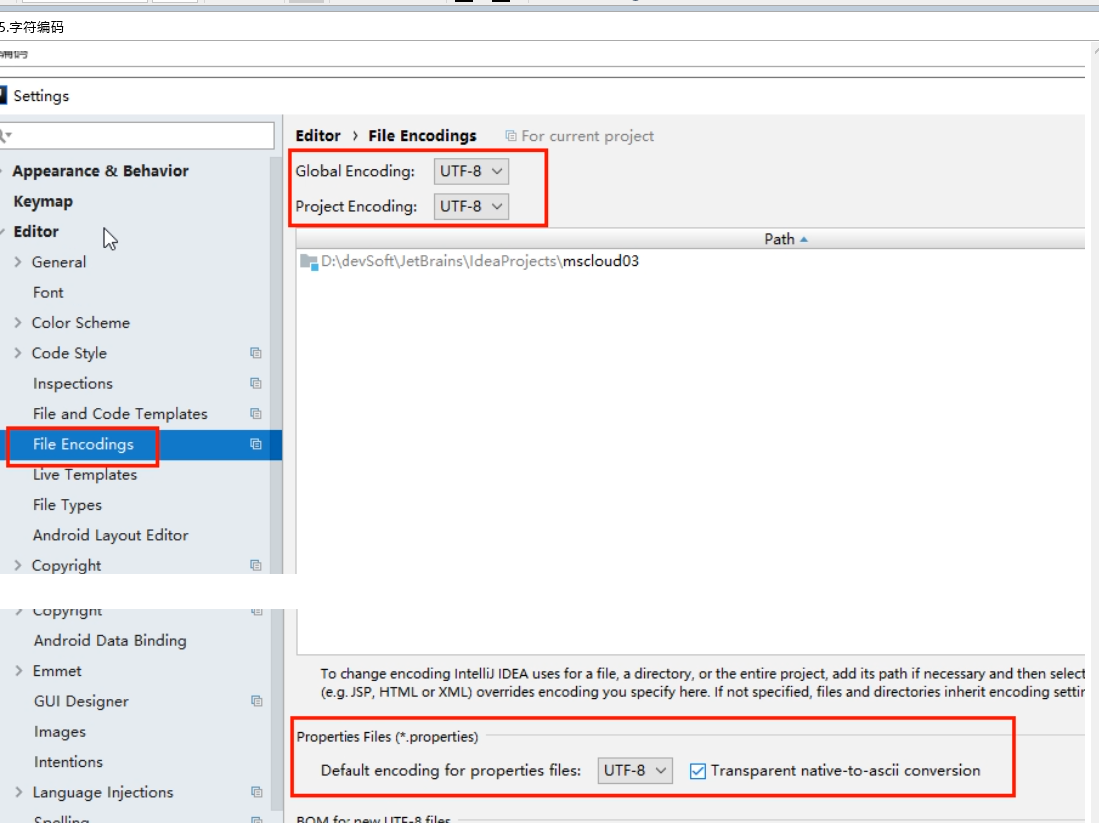 5.字符编码
编码
Settings
Editor › File Encodings For current project
Global Encoding: UTF-8
Project Encoding: UTF-8
Path
D:\devSoft\JetBrains\IdeaProjects\mscloud03
Appearance & Behavior
Keymap
Editor
General
Font
Color Scheme
Code Style
Inspections
File and Code Templates
File Encodings
Live Templates
File Types
Android Layout Editor
Copyright
Copyright
Android Data Binding
Emmet
GUI Designer
Images
Intentions
Language Injections
Spelling
To change encoding IntelliJ IDEA uses for a file, a directory, or the entire project, add its path if necessary and then select
(e.g. JSP, HTML or XML) overrides encoding you specify here. If not specified, files and directories inherit encoding settin
Properties Files (*.properties)
Default encoding for properties files: UTF-8 Transparent native-to-ascii conversion
BOM for new UTF-8 files